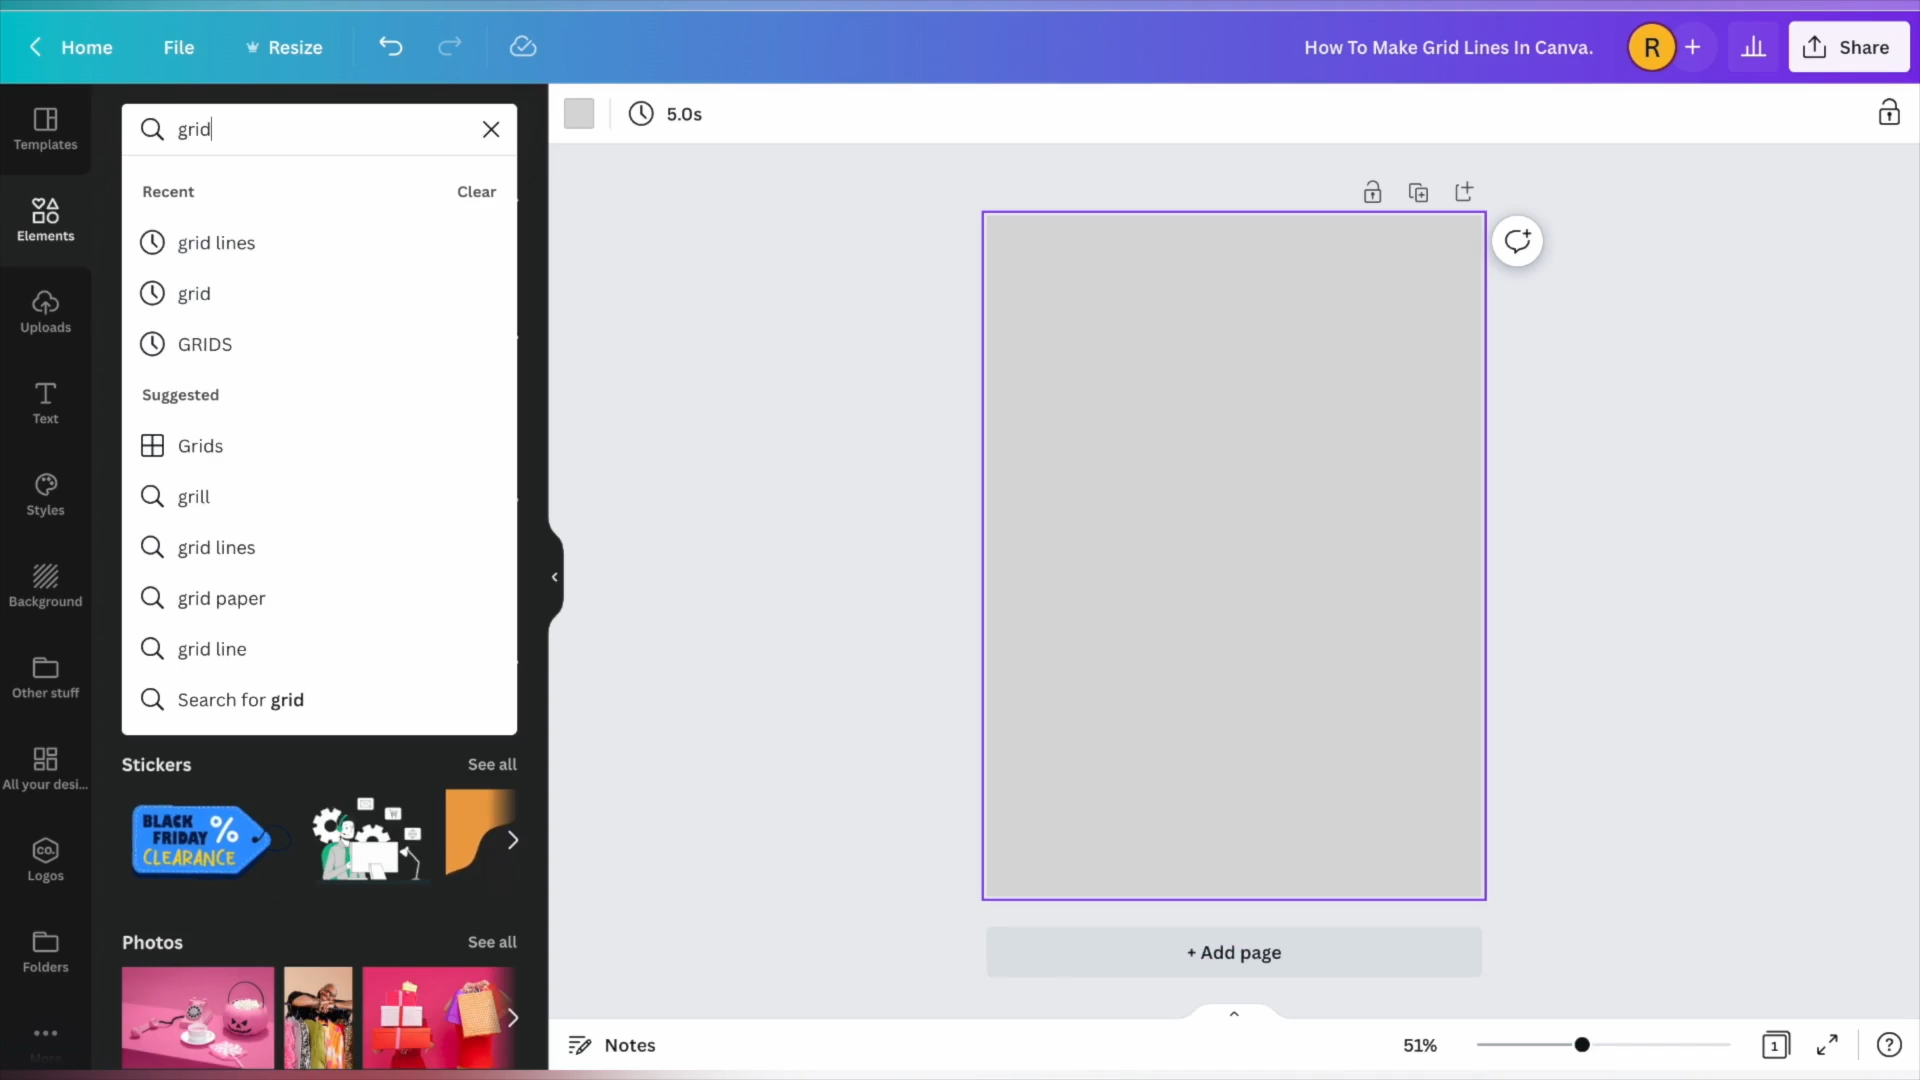 Home
File
Resize
How To Make Grid Lines In Canva.
R
Share
Templates
Elements
Uploads
Text
Styles
Background
Other stuff
All your desi...
CO.
Logos
Folders
More
grid
Recent
Clear
grid lines
grid
GRIDS
Suggested
Grids
grill
grid lines
grid paper
grid line
Search for grid
Stickers
See all
BLACK
FRIDAY %
CLEARANCE
Photos
See all
5.0s
+ Add page
Notes
51%
1
?